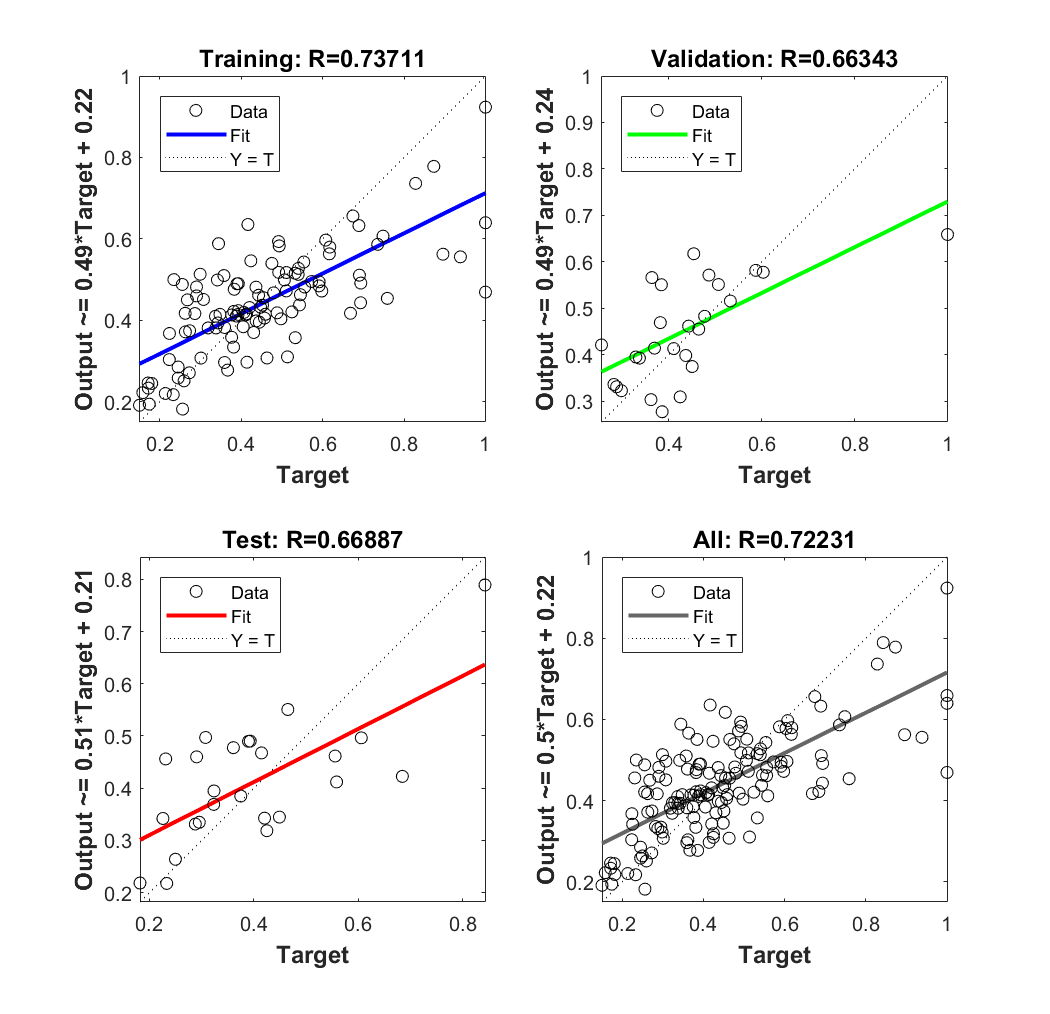 Training: R=0.73711
Output ~= 0.49*Target + 0.22
1
0.8
0.6
0.4
0.2
Data
Fit
Y = T
0.2 0.4 0.6 0.8 1
Target
Validation: R=0.66343
Output ~= 0.49*Target + 0.24
1
0.9
0.8
0.7
0.6
0.5
0.4
0.3
Data
Fit
Y = T
0.4 0.6 0.8 1
Target
Test: R=0.66887
Output ~= 0.51*Target + 0.21
0.8
0.7
0.6
0.5
0.4
0.3
0.2
Data
Fit
Y = T
0.2 0.4 0.6 0.8
Target
All: R=0.72231
Output ~= 0.5*Target + 0.22
1
0.8
0.6
0.4
0.2
Data
Fit
Y = T
0.2 0.4 0.6 0.8 1
Target